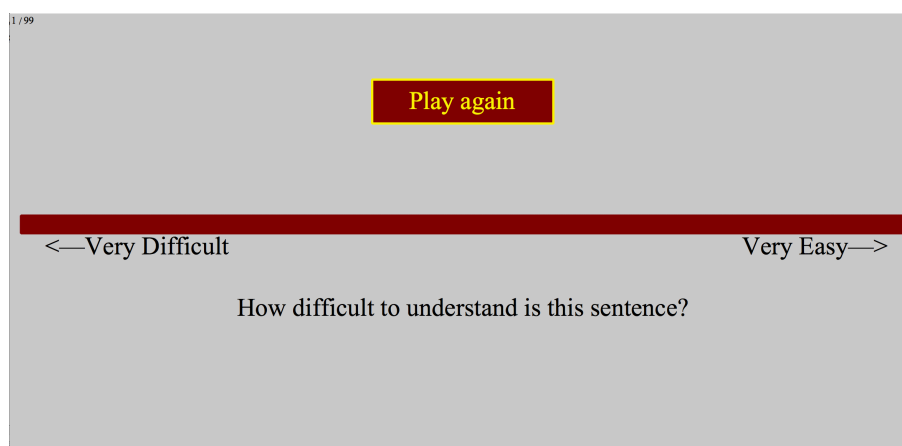 1 / 99
Play again
<—Very Difficult Very Easy—>
How difficult to understand is this sentence?